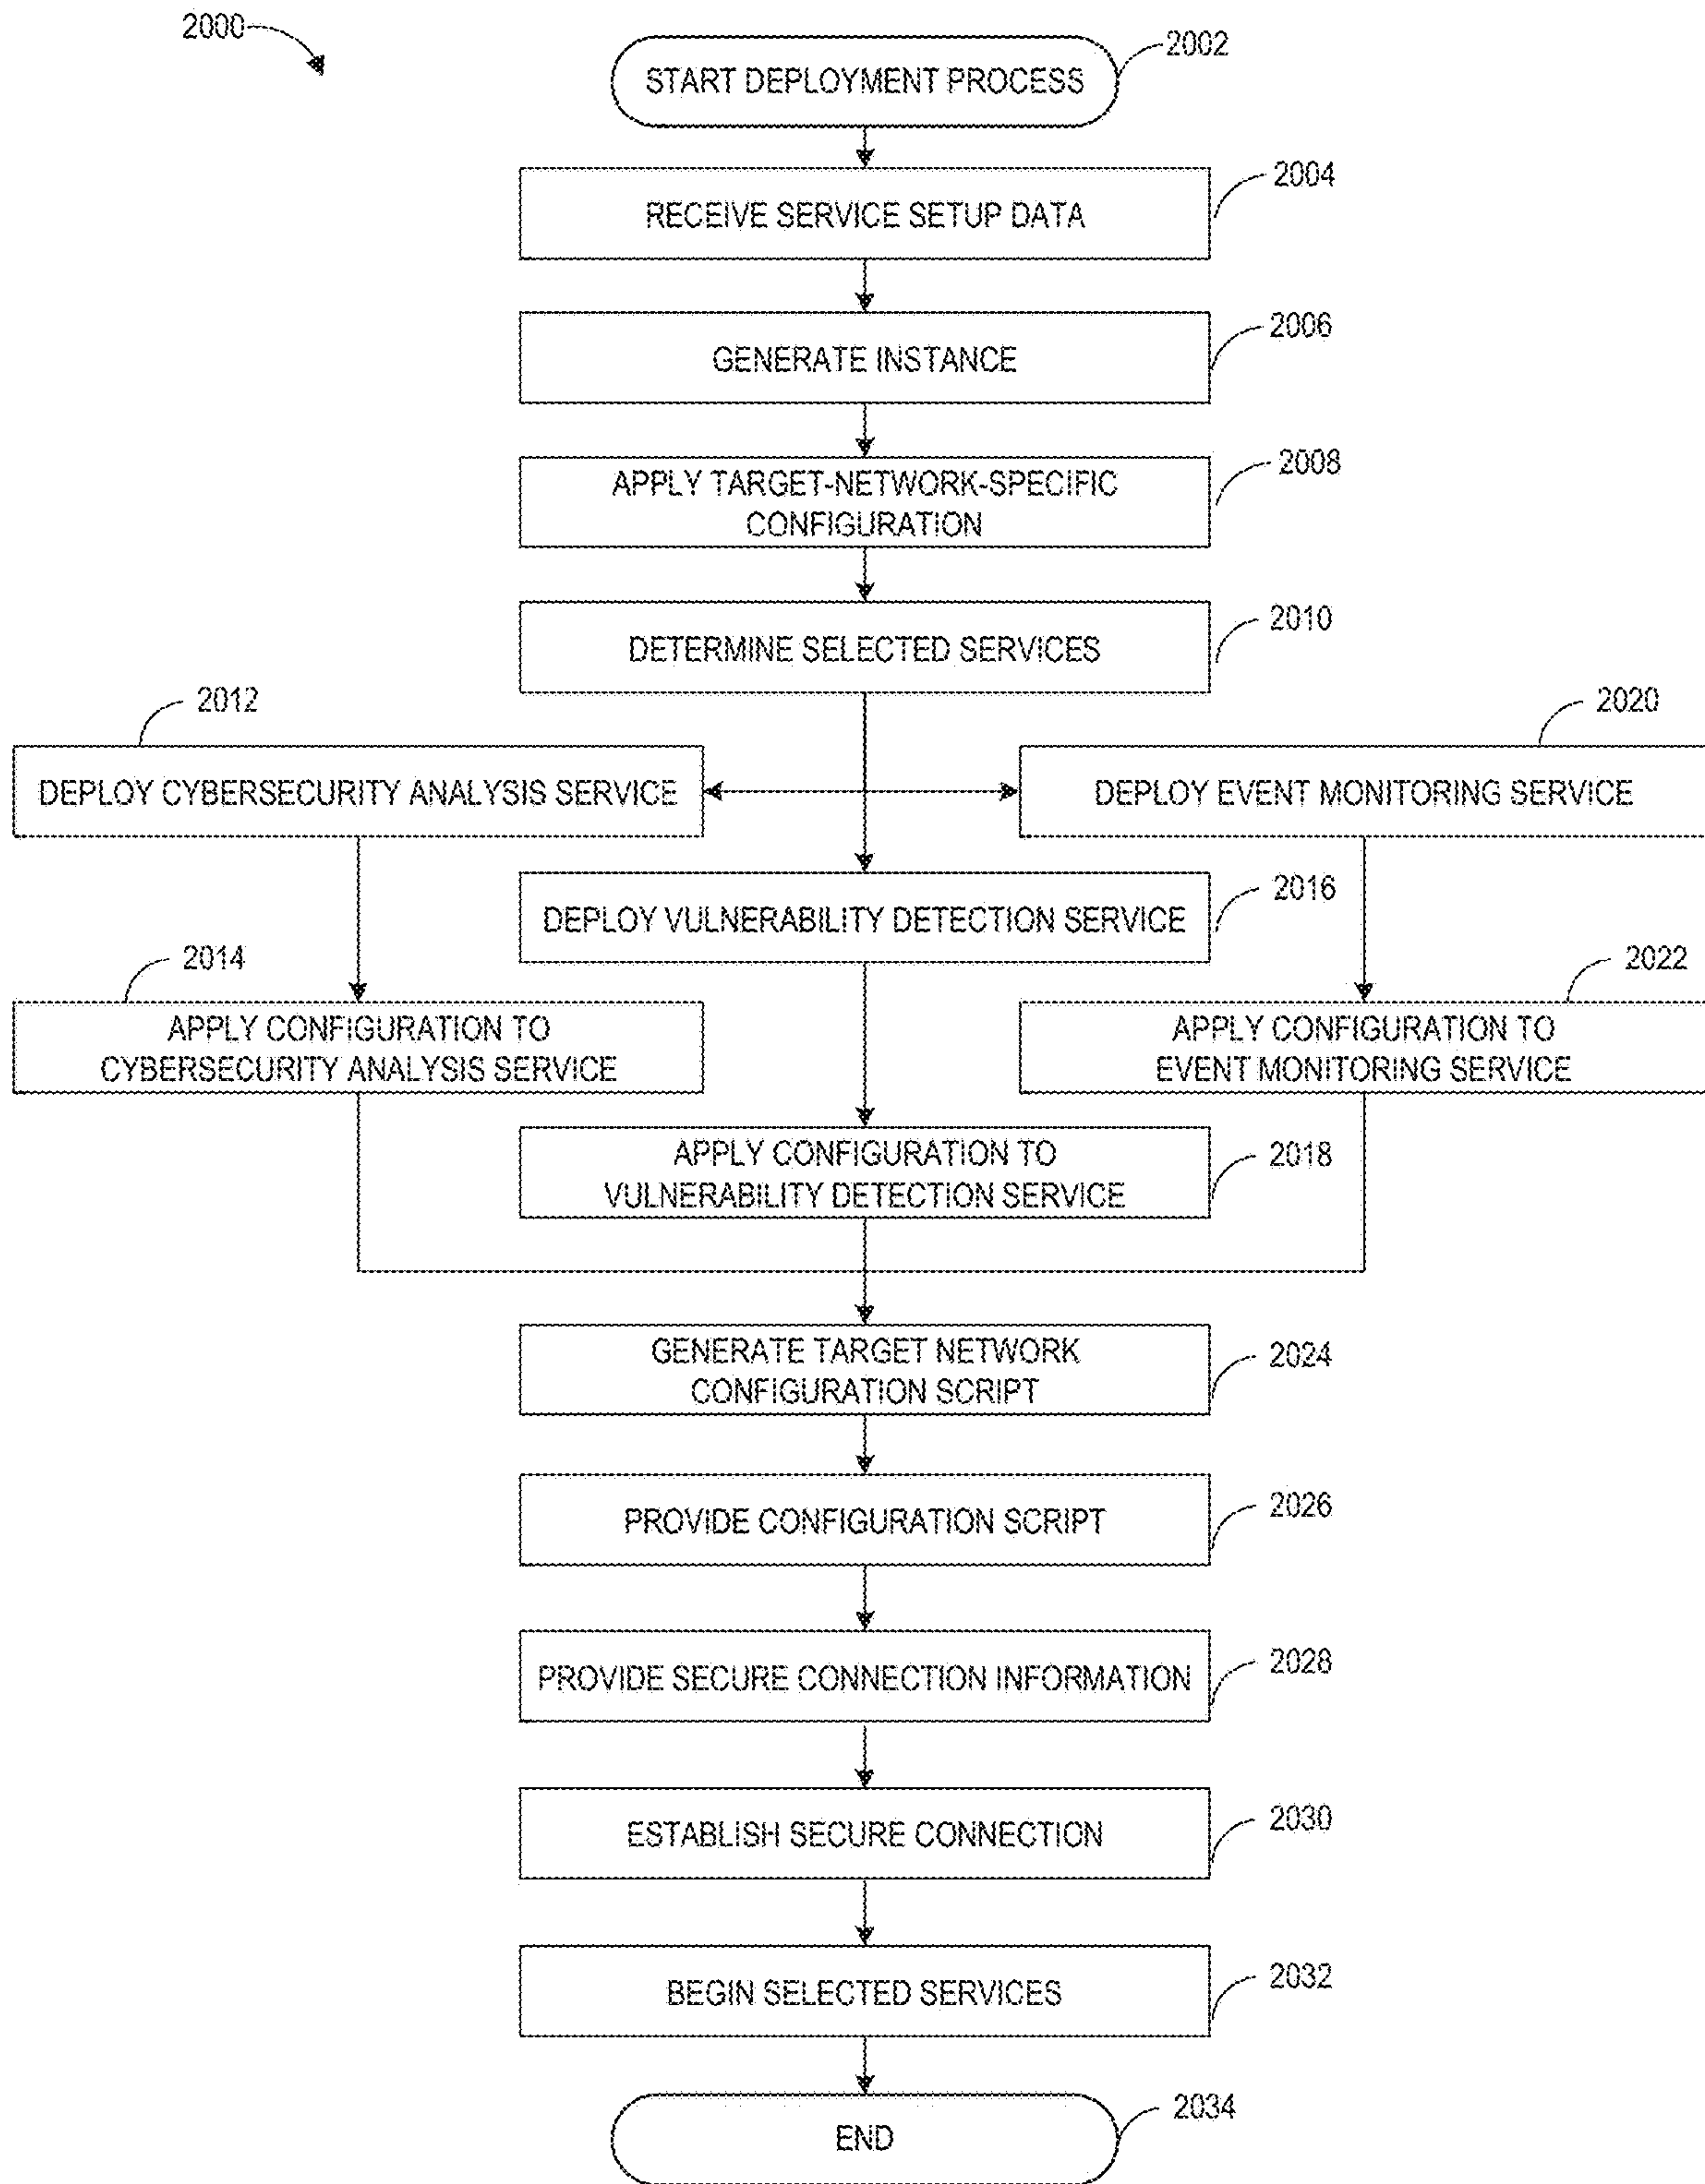 2000
2002
START DEPLOYMENT PROCESS
2004
RECEIVE SERVICE SETUP DATA
2006
GENERATE INSTANCE
2008
APPLY TARGET-NETWORK-SPECIFIC
CONFIGURATION
2010
DETERMINE SELECTED SERVICES
2012
2020
DEPLOY CYBERSECURITY ANALYSIS SERVICE
DEPLOY EVENT MONITORING SERVICE
2016
DEPLOY VULNERABILITY DETECTION SERVICE
2014
2022
APPLY CONFIGURATION TO
CYBERSECURITY ANALYSIS SERVICE
APPLY CONFIGURATION TO
EVENT MONITORING SERVICE
2018
APPLY CONFIGURATION TO
VULNERABILITY DETECTION SERVICE
2024
GENERATE TARGET NETWORK
CONFIGURATION SCRIPT
2026
PROVIDE CONFIGURATION SCRIPT
2028
PROVIDE SECURE CONNECTION INFORMATION
2030
ESTABLISH SECURE CONNECTION
2032
BEGIN SELECTED SERVICES
2034
END